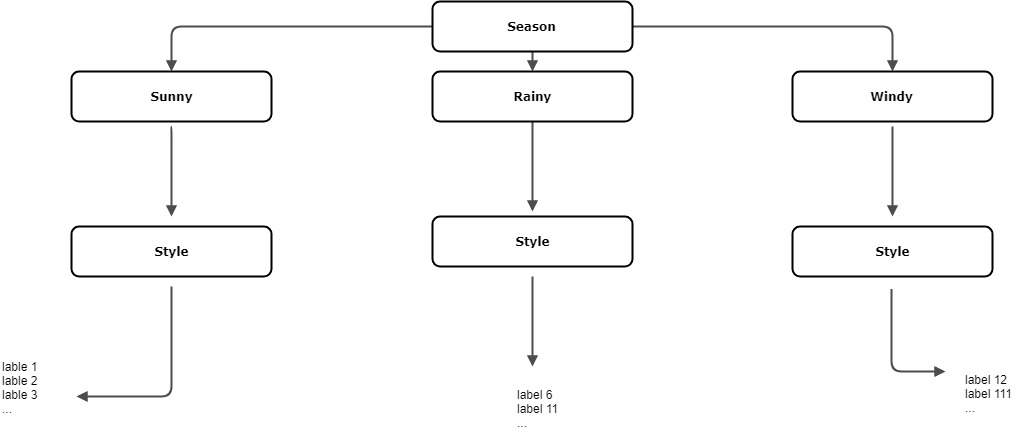 Season
Sunny
Rainy
Windy
Style
Style
Style
lable 1
lable 2
lable 3
...
label 6
label 11
...
label 12
label 111
...